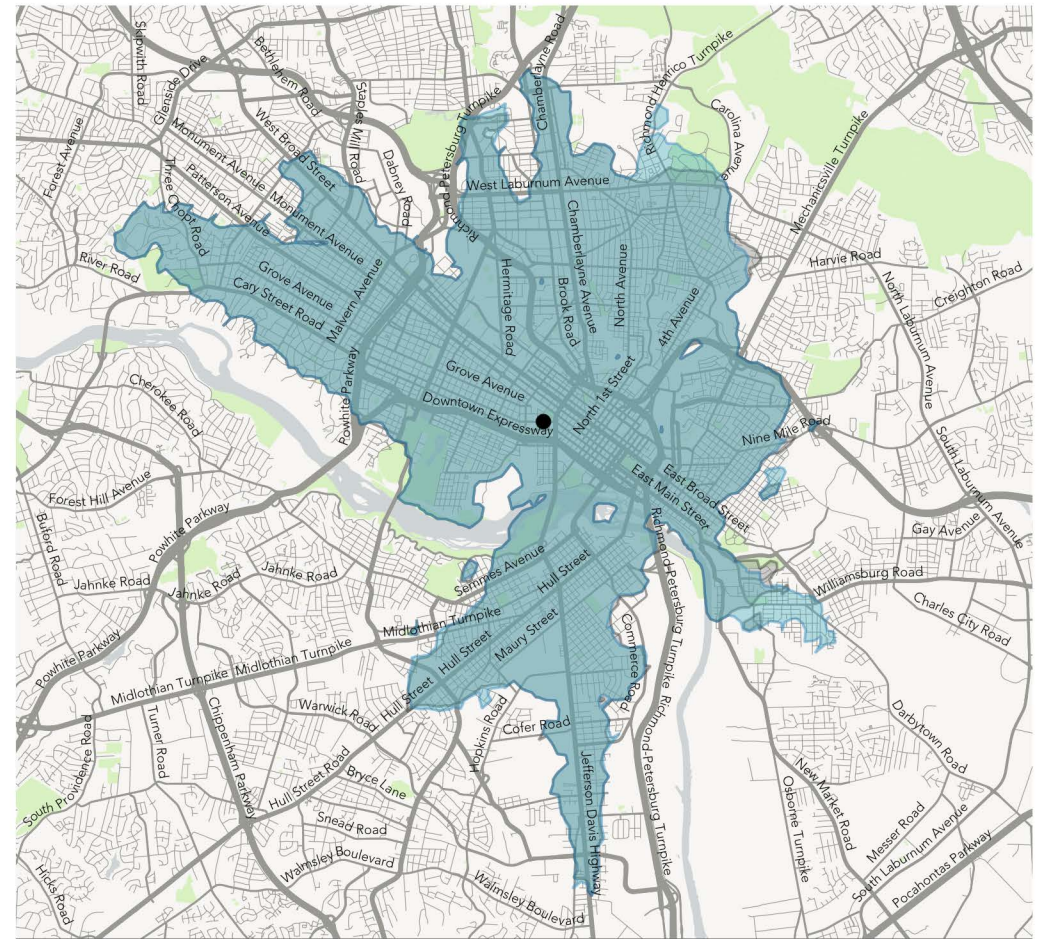 Skipwith Road
Glenside Drive
Bethlehem Road
Staples Mill Road
Richmond-Petersburg Turnpike
Chamberlayne Road
Richmond Henrico Turnpike
Carolina Avenue
Mechanicsville Turnpike
Forest Avenue
Monument Avenue
West Broad Street
Dabney Road
Three Chopt Road
Patterson Avenue
Monument Avenue
West Laburnum Avenue
Richmond
River Road
Grove Avenue
Cary Street Road
Malvern Avenue
Hermitage Road
Brook Road
Chamberlayne Avenue
North Avenue
4th Avenue
Harvie Road
Creighton Road
North Laburnum Avenue
Cherokee Road
Powhite Parkway
Grove Avenue
Downtown Expressway
North 1st Street
Nine Mile Road
Forest Hill Avenue
East Broad Street
East Main Street
South Laburnum Avenue
Buford Road
Powhite Parkway
Gay Avenue
Jahnke Road
Jahnke Road
Jahnke Road
Semmes Avenue
Hull Street
Richmond-Petersburg Turnpike
Williamsburg Road
Charles City Road
Powhite Parkway
Midlothian Turnpike
Midlothian Turnpike
Midlothian Turnpike
Hull Street
Maury Street
Commerce Road
Hull Street
Warwick Road
Turner Road
Chippenham Parkway
Hopkins Road
Cofer Road
Richmond-Petersburg Turnpike
Darbytown Road
South Providence Road
Hull Street Road
Bryce Lane
Snead Road
Jefferson Davis Highway
Osborne Turnpike
New Market Road
Messer Road
South Laburnum Avenue
Pocahontas Parkway
Hicks Road
Walmsley Boulevard
Walmsley Boulevard